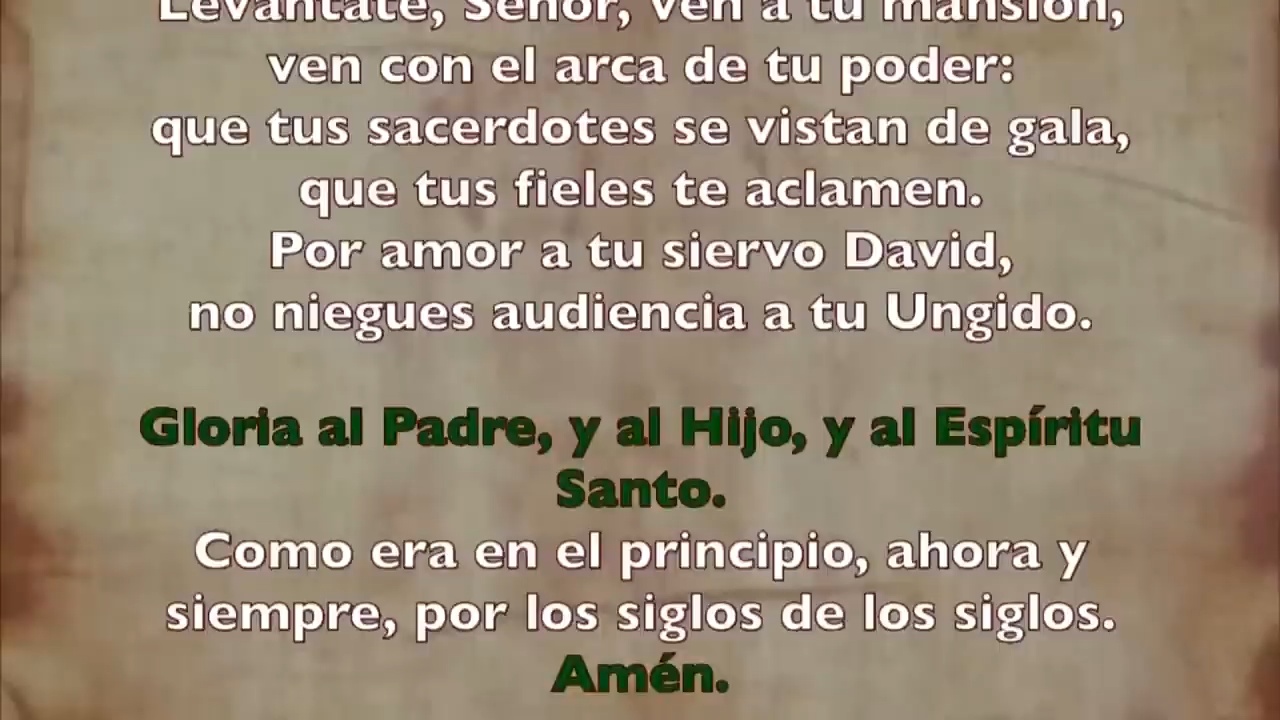 Levántate, Señor, ven a tu mansión,
ven con el arca de tu poder:
que tus sacerdotes se vistan de gala,
que tus fieles te aclamen.
Por amor a tu siervo David,
no niegues audiencia a tu Ungido.
Gloria al Padre, y al Hijo, y al Espíritu
Santo.
Como era en el principio, ahora y
siempre, por los siglos de los siglos.
Amén.